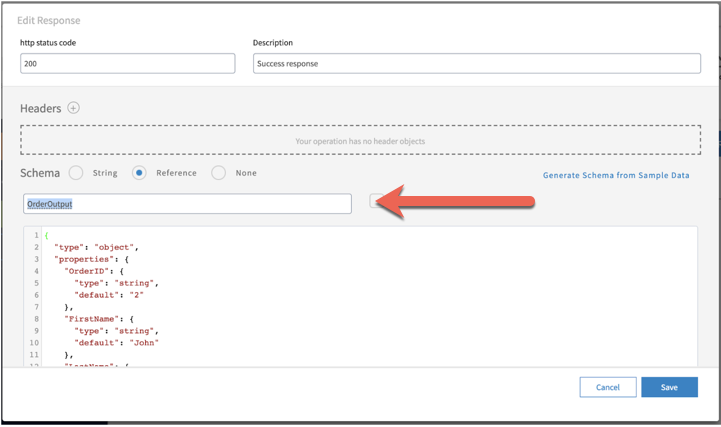 Edit Response
http status code
Description
200
Success response
Headers
Your operation has no header objects
Schema String Reference None
Generate Schema from Sample Data
OrderOutput
1 {
2 "type": "object",
3 "properties": {
4 "OrderID": {
5 "type": "string",
6 "default": "2"
7 },
8 "FirstName": {
9 "type": "string",
10 "default": "John"
11 },
12 "LastName": {
Cancel
Save